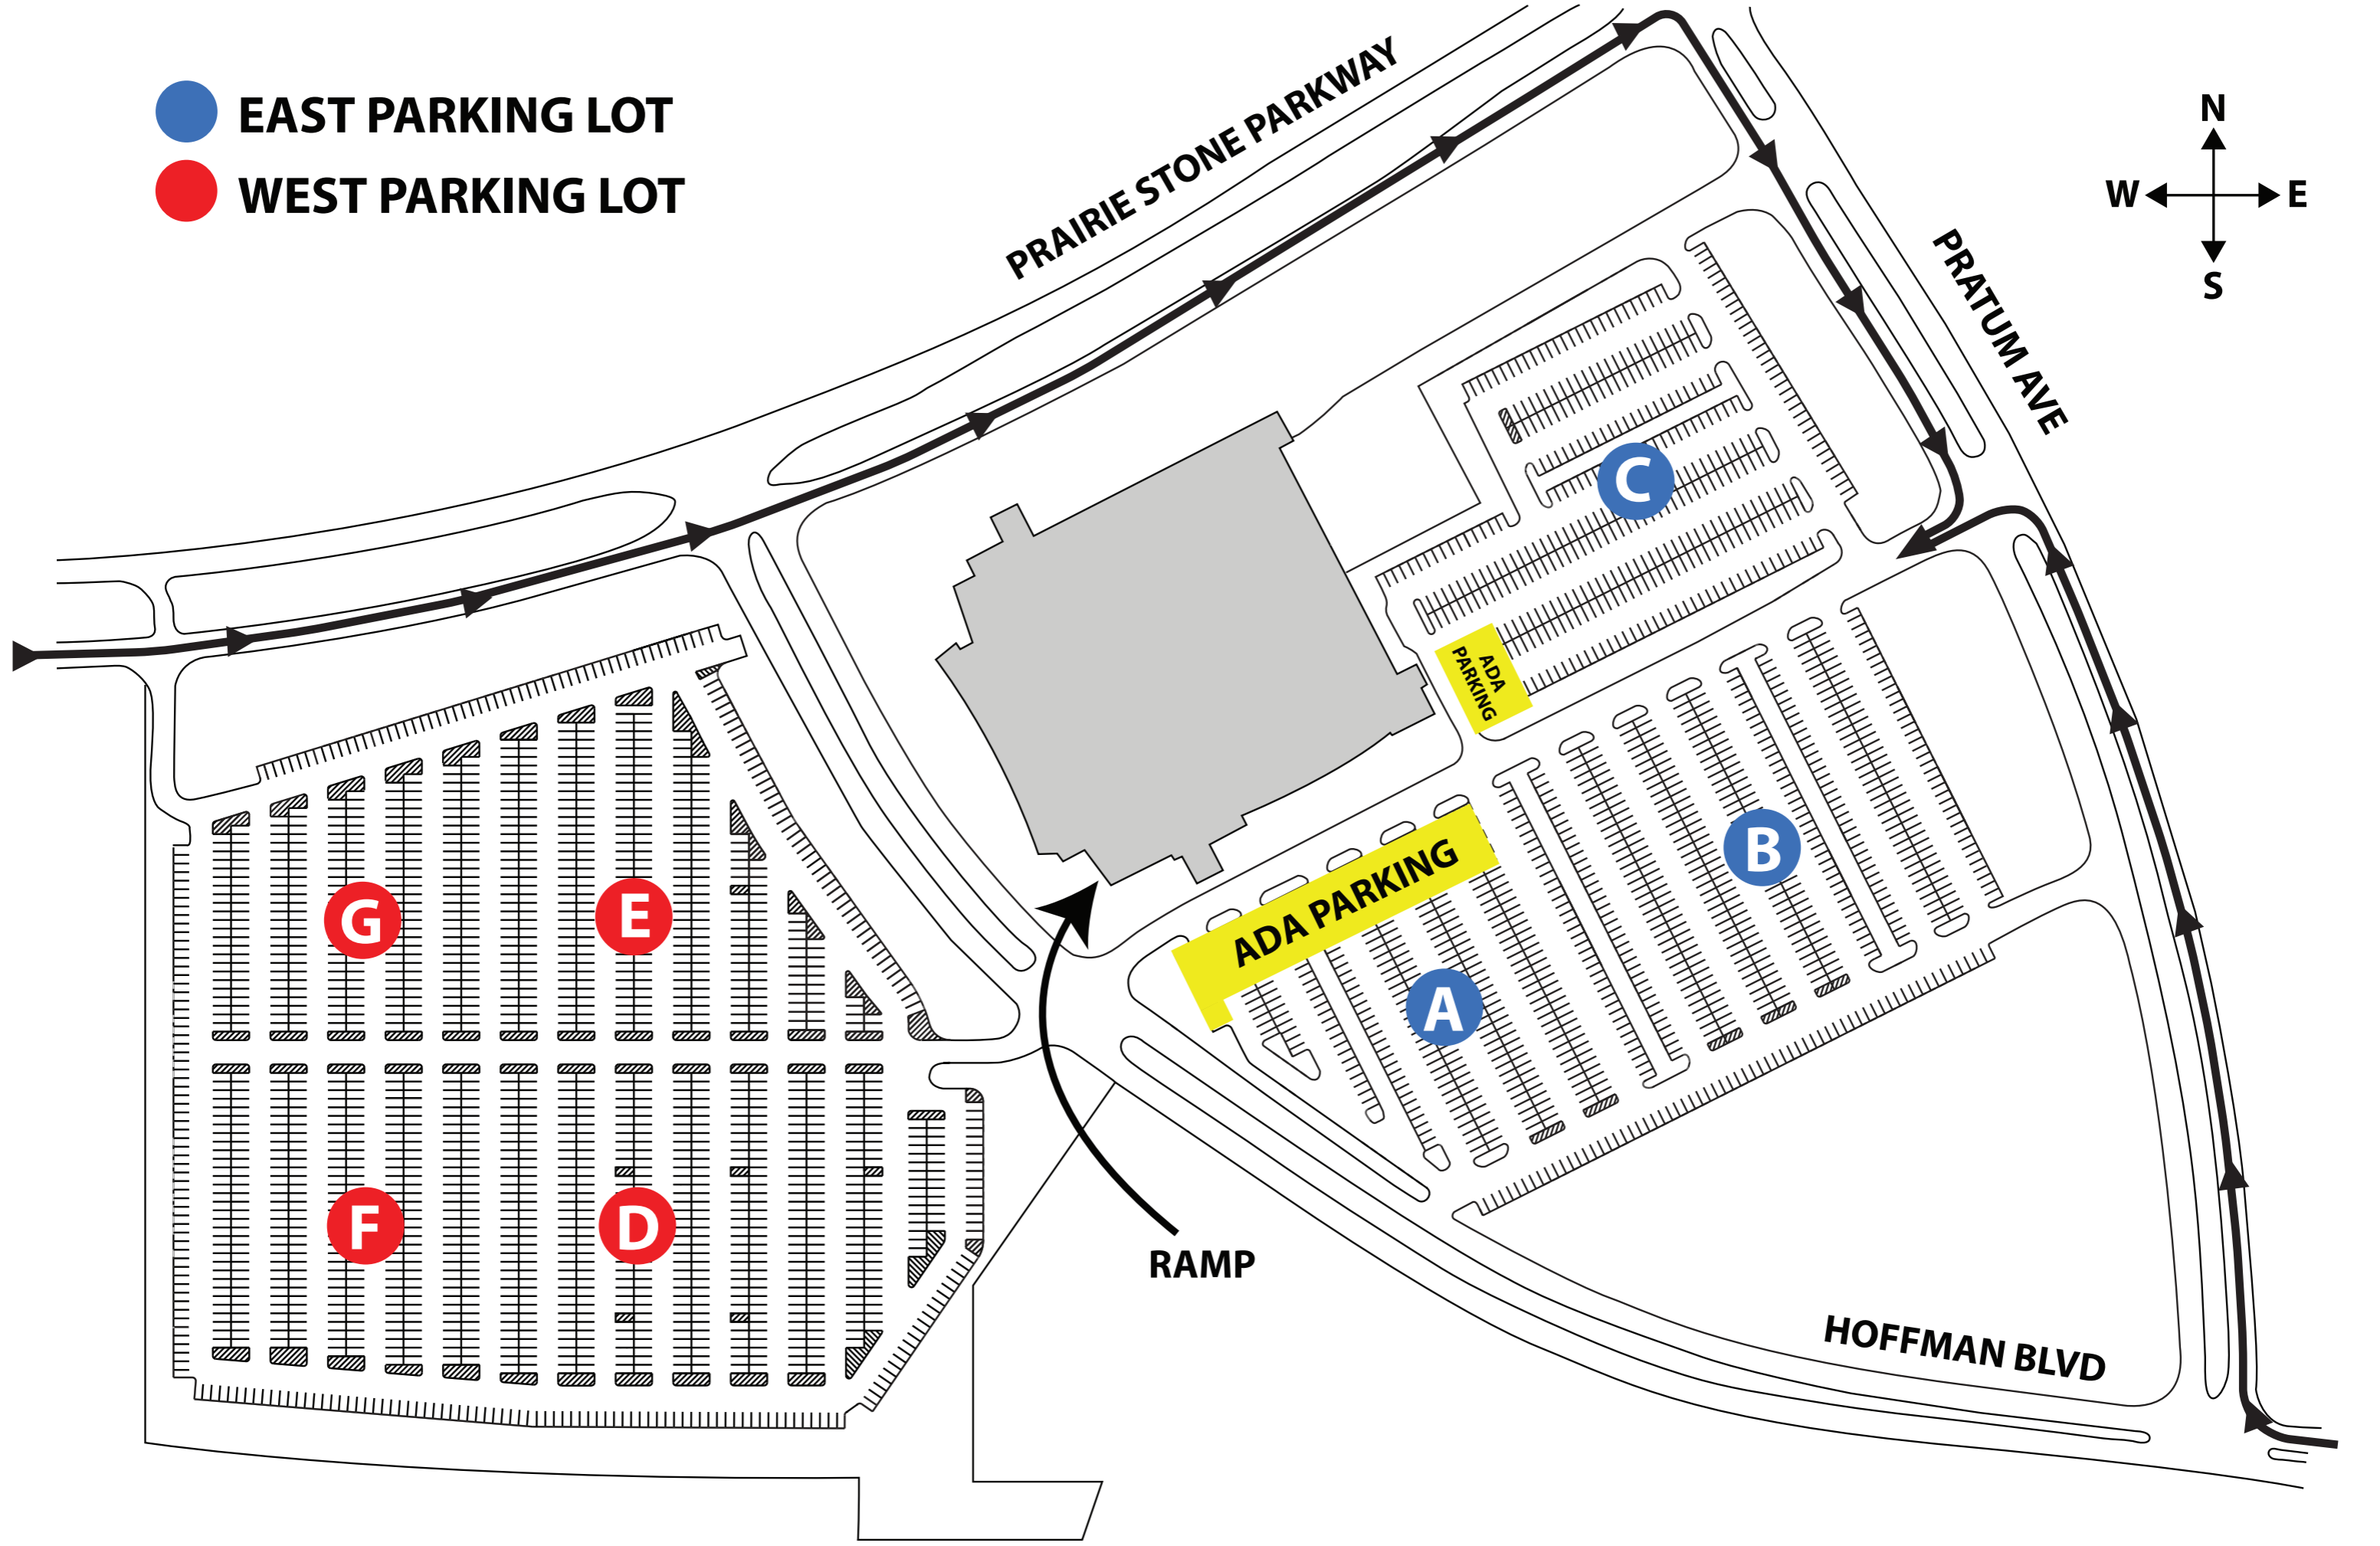 EAST PARKING LOT
WEST PARKING LOT
PRAIRIE STONE PARKWAY
N
W
E
S
PRATUM AVE
C
ADA
PARKING
B
ADA PARKING
A
G
E
F
D
RAMP
HOFFMAN BLVD